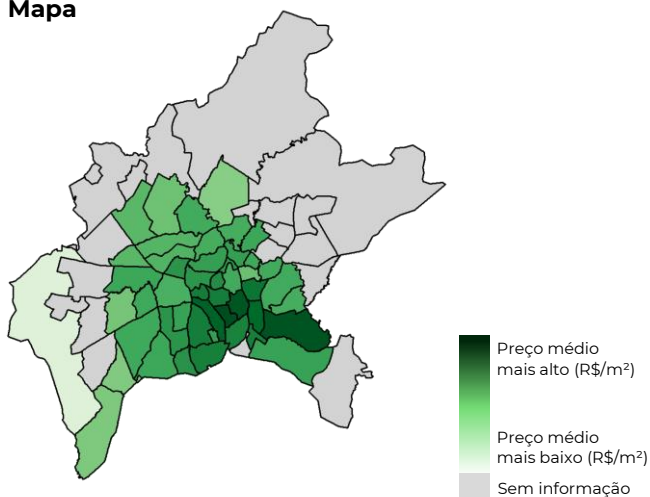 Mapa
Preço médio
mais alto (R$/m²)
Preço médio
mais baixo (R$/m²)
Sem informação